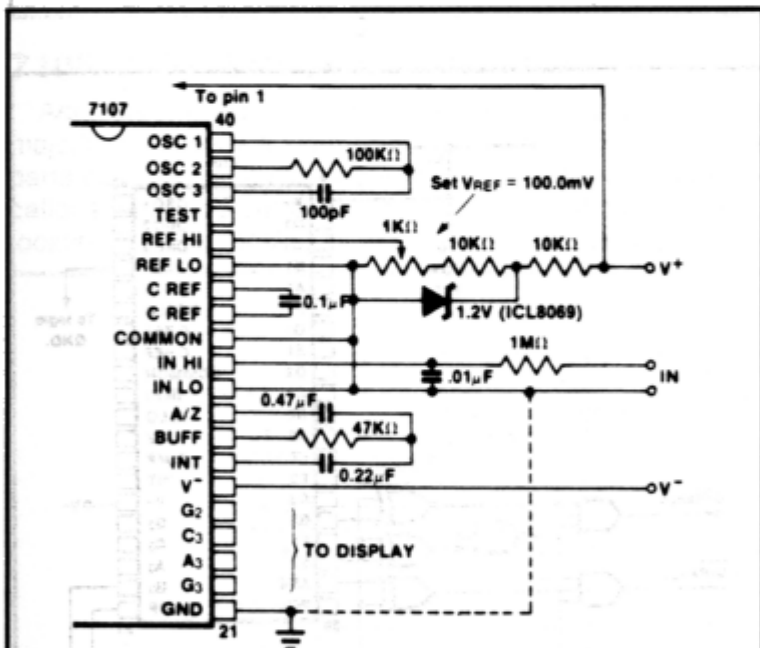 To pin 1
7107
40
OSC 1
100KΩ
OSC 2
Set VREF = 100.0mV
OSC 3
100pF
TEST
1KΩ
REF HI
10KΩ
10KΩ
REF LO
V+
C REF
0.1μF
1.2V (ICL8069)
C REF
COMMON
1MΩ
IN HI
.01μF
IN
IN LO
0.47μF
A/Z
BUFF
47KΩ
INT
0.22μF
V-
V-
G2
C3
TO DISPLAY
A3
G3
GND
21